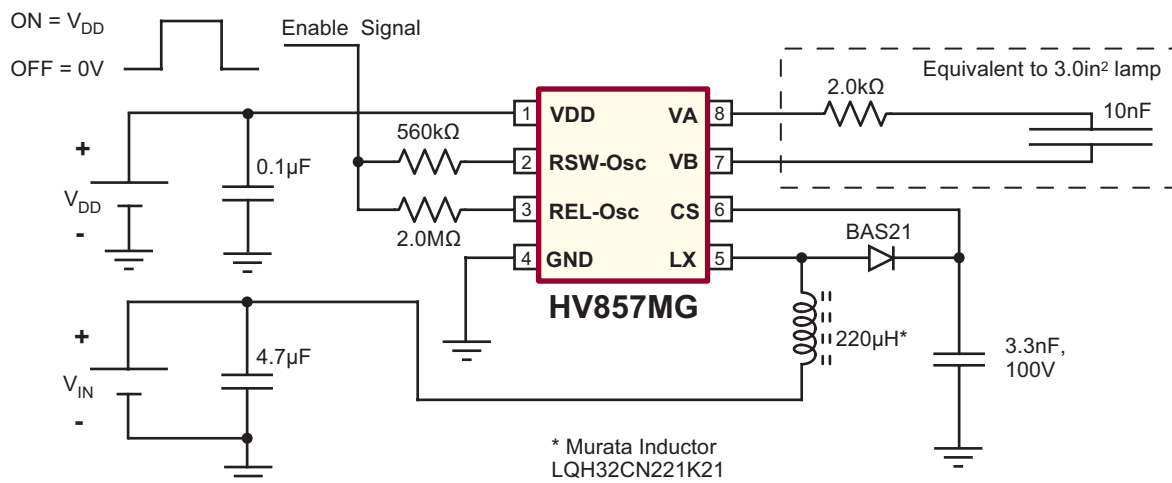 ON = VDD
OFF = 0V
Enable Signal
Equivalent to 3.0in² lamp
2.0kΩ
10nF
560kΩ
2.0MΩ
0.1µF
+
VDD
-
1 VDD
2 RSW-Osc
3 REL-Osc
4 GND
VA 8
VB 7
CS 6
LX 5
HV857MG
BAS21
220µH*
3.3nF,
100V
+
VIN
-
4.7µF
* Murata Inductor
LQH32CN221K21